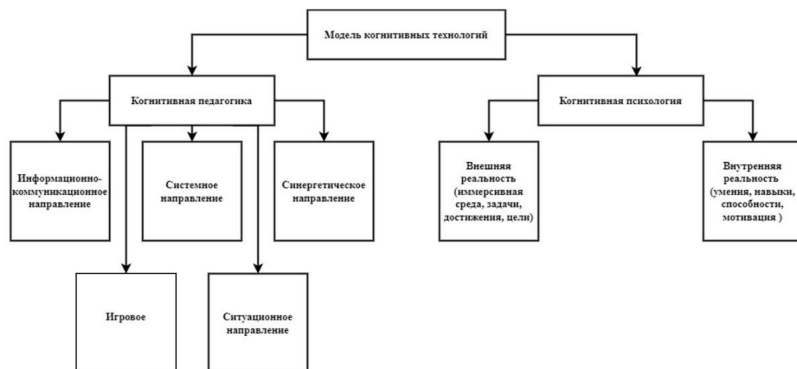 Модель когнитивных технологий
Когнитивная педагогика
Когнитивная психология
Информационно-
коммуникационное
направление
Системное
направление
Синергетическое
направление
Внешняя
реальность
(иммерсивная
среда, задачи,
достижения, цели)
Внутренняя
реальность
(умения, навыки,
способности,
мотивация )
Игровое
Ситуационное
направление